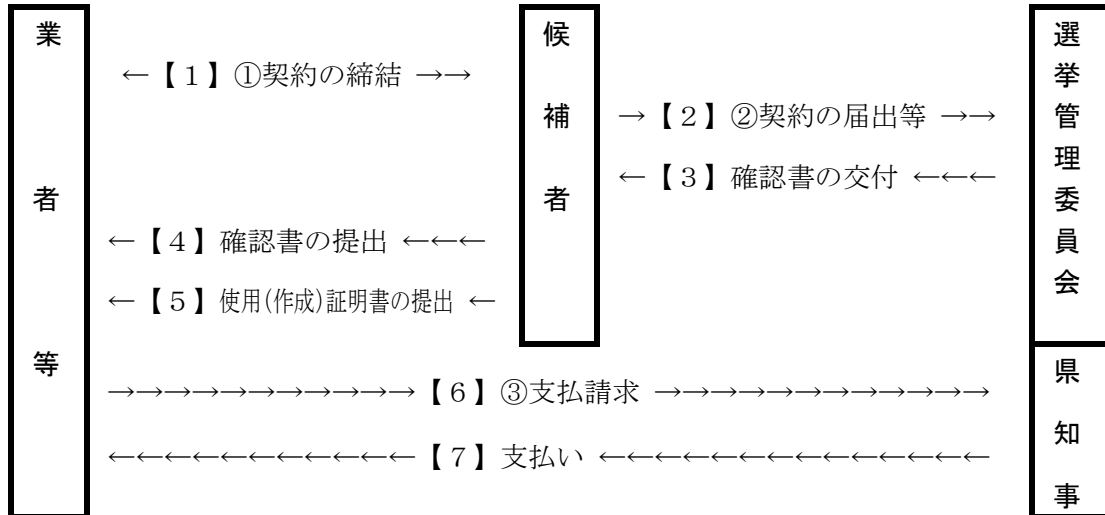 業者等
候補者
選挙管理委員会
県知事
←【１】①契約の締結 →→
→【２】②契約の届出等 →→
←【３】確認書の交付 ←←←
←【４】確認書の提出 ←←←
←【５】使用(作成)証明書の提出 ←
→→→→→→→→→→→【６】③支払請求 →→→→→→→→→→→→
←←←←←←←←←←←【７】支払い ←←←←←←←←←←←←←←